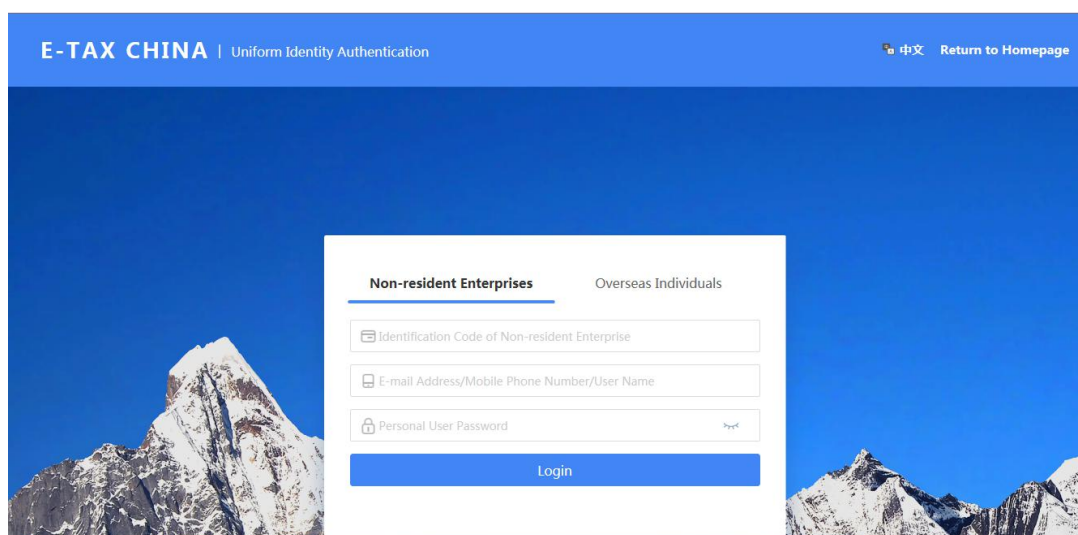 E-TAX CHINA | Uniform Identity Authentication
中文 Return to Homepage
Non-resident Enterprises Overseas Individuals
Identification Code of Non-resident Enterprise
E-mail Address/Mobile Phone Number/User Name
Personal User Password
Login